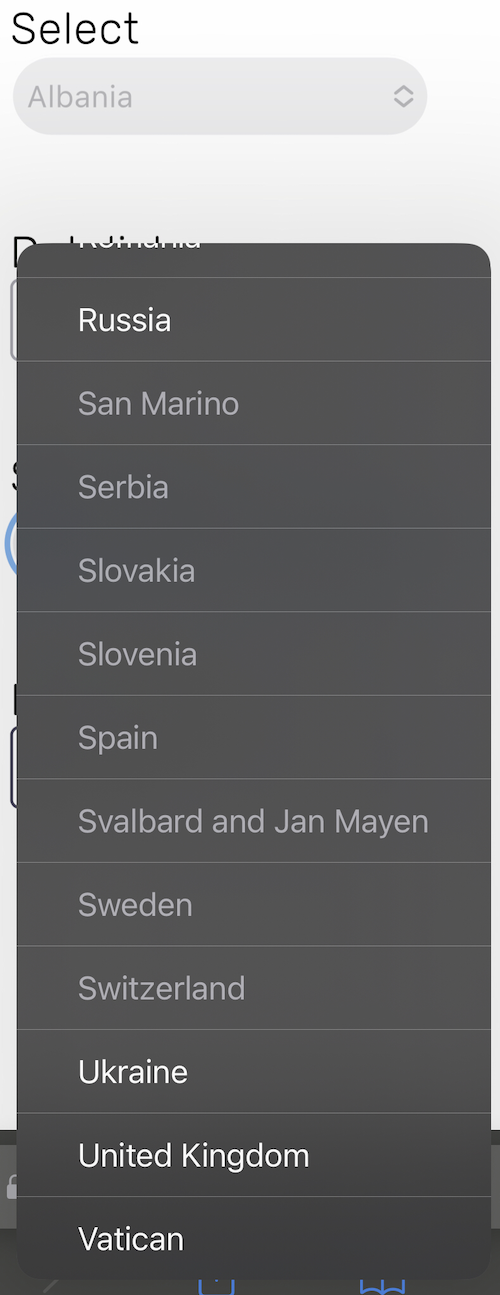 Select
Albania
Russia
San Marino
Serbia
Slovakia
Slovenia
Spain
Svalbard and Jan Mayen
Sweden
Switzerland
Ukraine
United Kingdom
Vatican